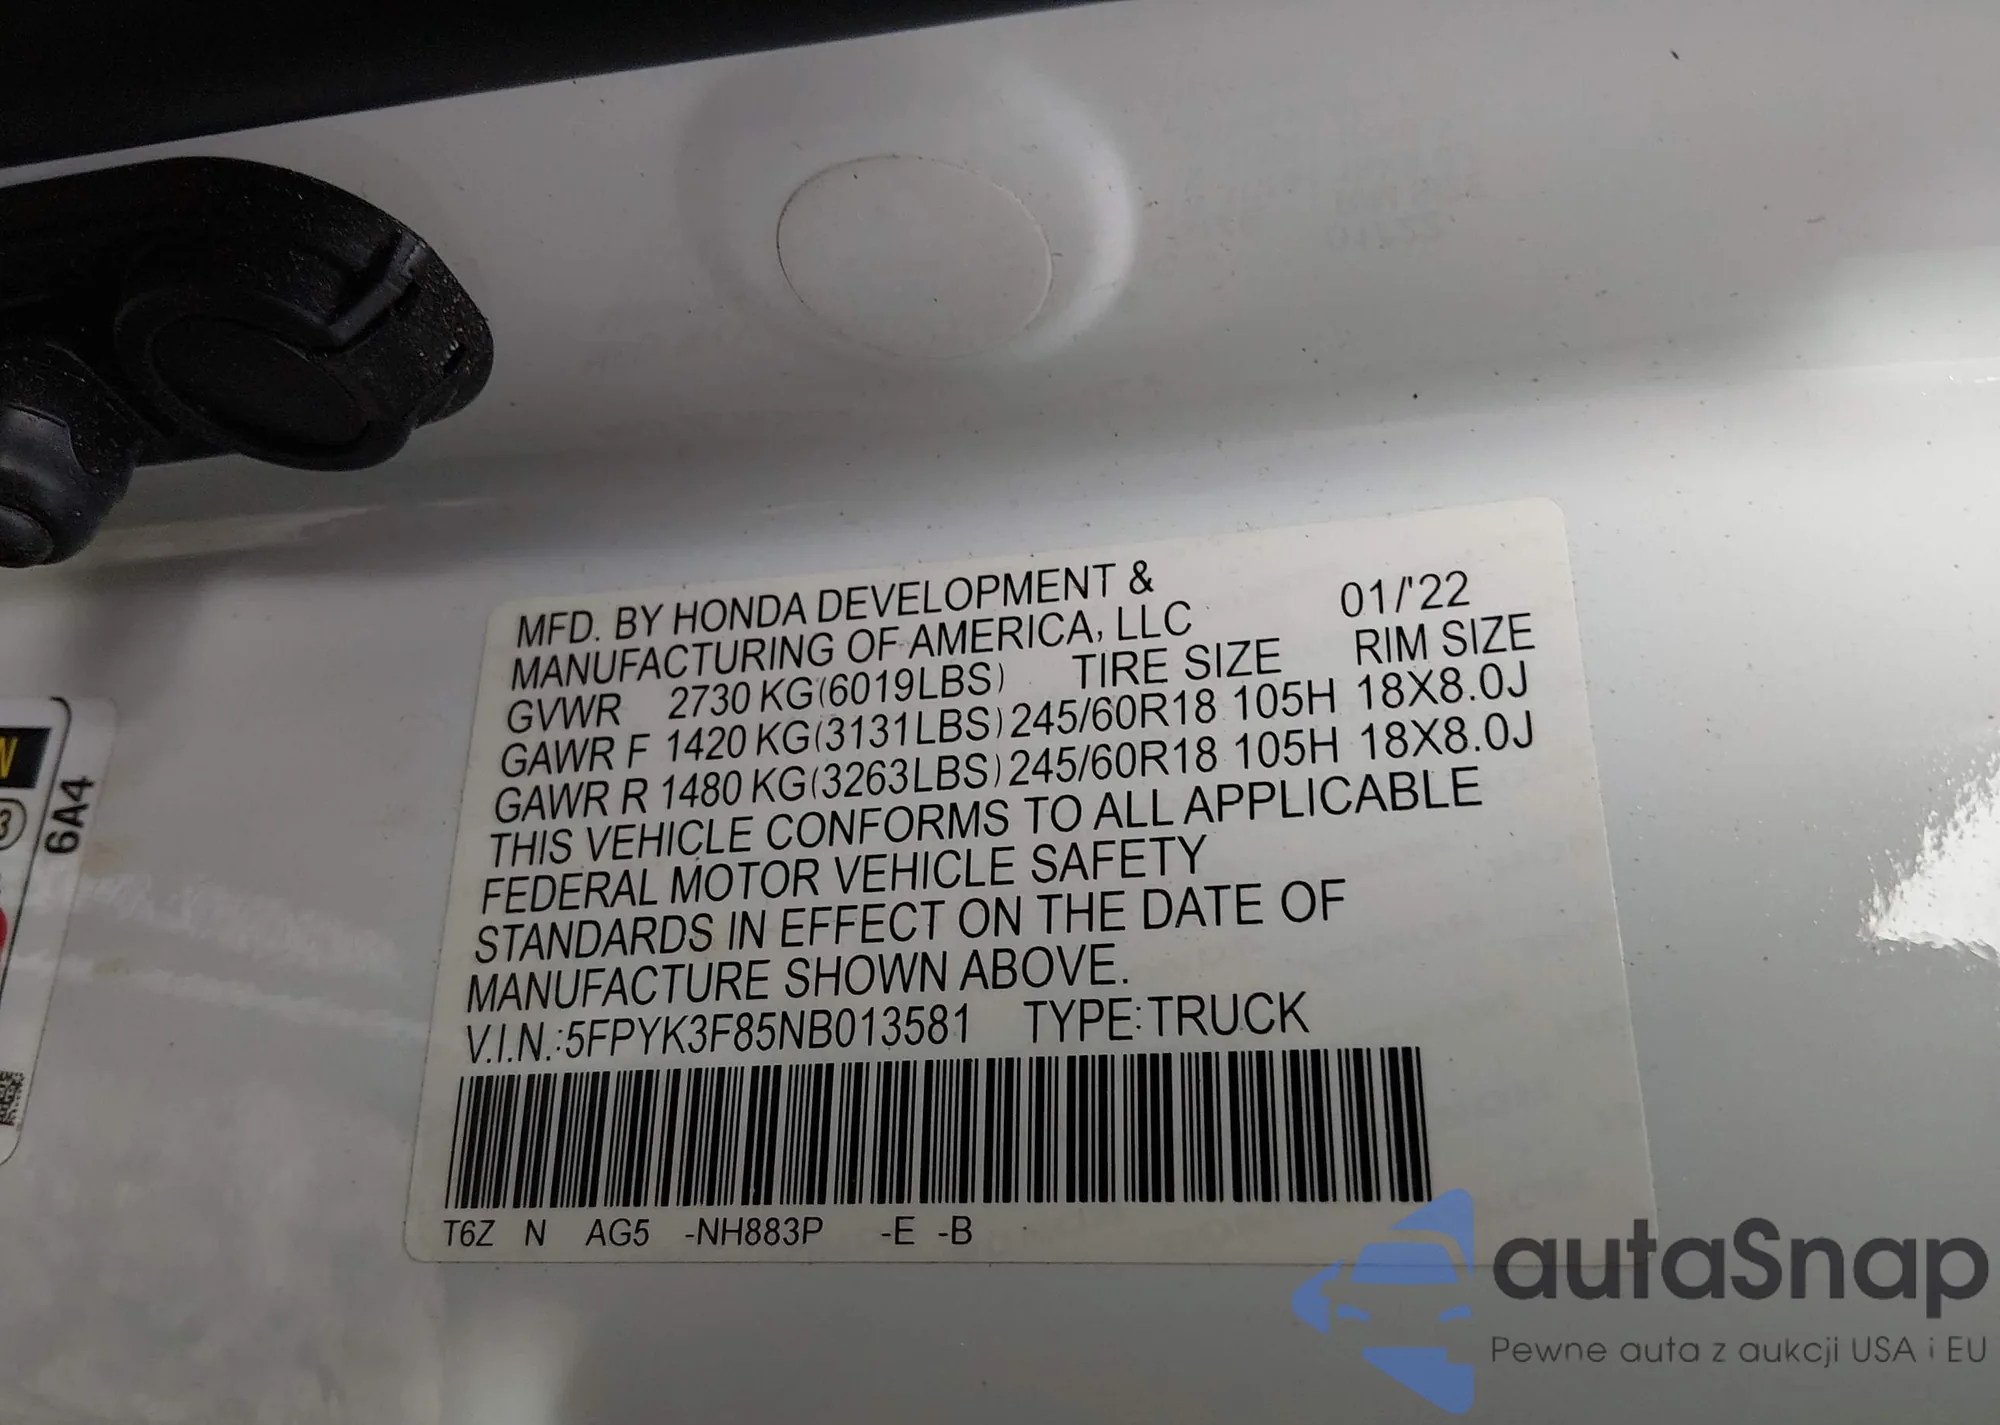 MFD. BY HONDA DEVELOPMENT &
MANUFACTURING OF AMERICA, LLC 01/'22
GVWR 2730 KG(6019LBS) TIRE SIZE RIM SIZE
GAWR F 1420 KG(3131LBS) 245/60R18 105H 18X8.0J
GAWR R 1480 KG(3263LBS) 245/60R18 105H 18X8.0J
THIS VEHICLE CONFORMS TO ALL APPLICABLE
FEDERAL MOTOR VEHICLE SAFETY
STANDARDS IN EFFECT ON THE DATE OF
MANUFACTURE SHOWN ABOVE.
V.I.N.:5FPYK3F85NB013581 TYPE:TRUCK
T6Z N AG5 -NH883P -E -B
6A4
autaSnap
Pewne auta z aukcji USA i EU